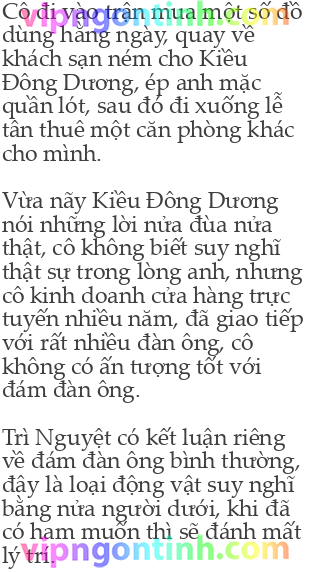 vipngontinh.com
Cô đi vào trấn mua một số đồ
dùng hàng ngày, quay về
khách sạn ném cho Kiều
Đông Dương, ép anh mặc
quần lót, sau đó đi xuống lễ
tân thuê một căn phòng khác
cho mình.
Vừa nãy Kiều Đông Dương
nói những lời nửa đùa nửa
thật, cô không biết suy nghĩ
thật sự trong lòng anh, nhưng
cô kinh doanh cửa hàng trực
tuyến nhiều năm, đã giao tiếp
với rất nhiều đàn ông, cô
không có ấn tượng tốt với
đám đàn ông.
Trì Nguyệt có kết luận riêng
về đám đàn ông bình thường,
đây là loại động vật suy nghĩ
bằng nửa người dưới, khi đã
có ham muốn thì sẽ đánh mất
lý trí.
vipngontinh.com